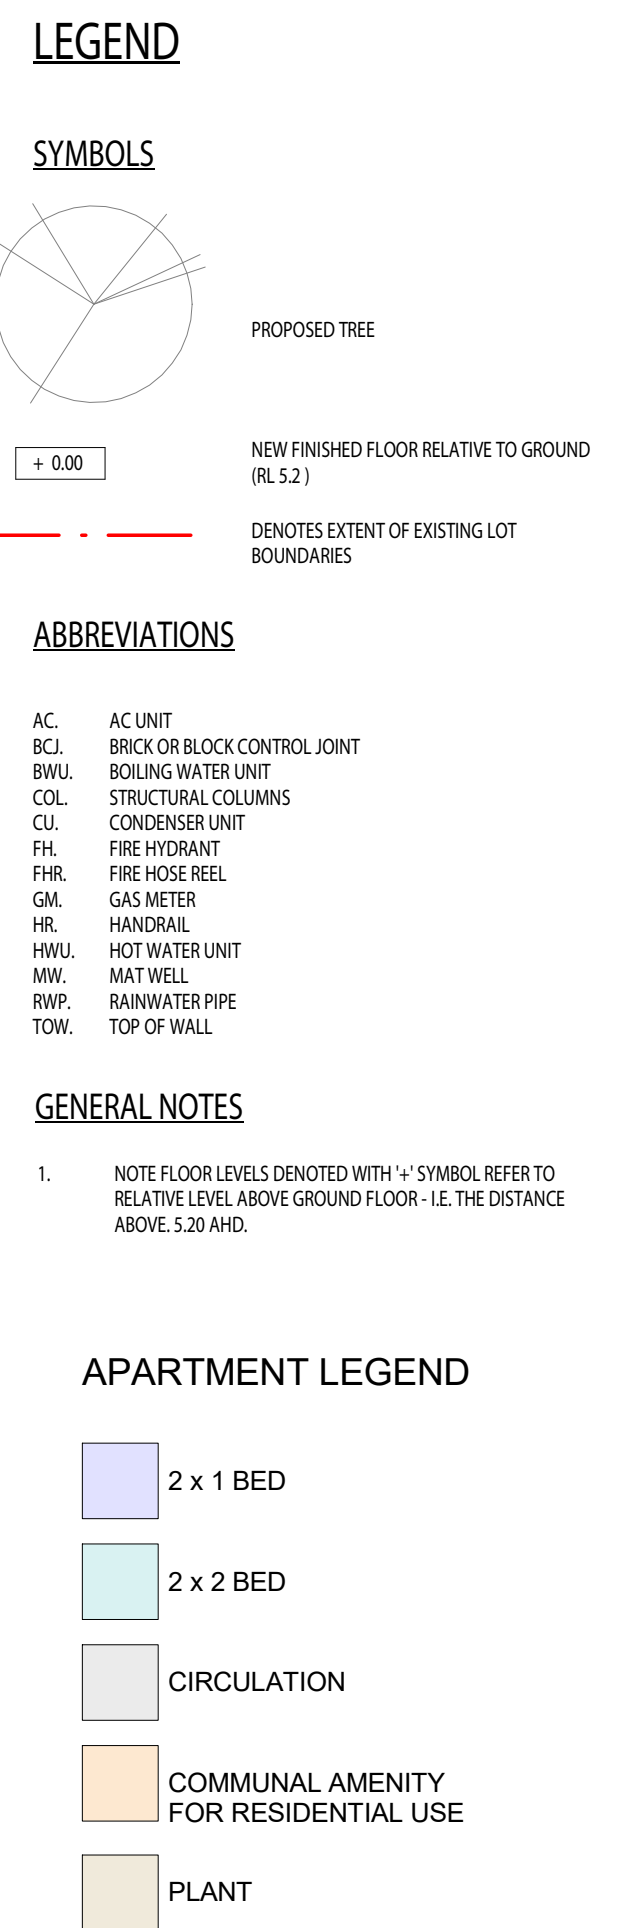 LEGEND
SYMBOLS
PROPOSED TREE
+ 0.00
NEW FINISHED FLOOR RELATIVE TO GROUND
(RL 5.2 )
DENOTES EXTENT OF EXISTING LOT
BOUNDARIES
ABBREVIATIONS
AC. AC UNIT
BCJ. BRICK OR BLOCK CONTROL JOINT
BWU. BOILING WATER UNIT
COL. STRUCTURAL COLUMNS
CU. CONDENSER UNIT
FH. FIRE HYDRANT
FHR. FIRE HOSE REEL
GM. GAS METER
HR. HANDRAIL
HWU. HOT WATER UNIT
MW. MAT WELL
RWP. RAINWATER PIPE
TOW. TOP OF WALL
GENERAL NOTES
1. NOTE FLOOR LEVELS DENOTED WITH '+' SYMBOL REFER TO
RELATIVE LEVEL ABOVE GROUND FLOOR - I.E. THE DISTANCE
ABOVE. 5.20 AHD.
APARTMENT LEGEND
2 x 1 BED
2 x 2 BED
CIRCULATION
COMMUNAL AMENITY
FOR RESIDENTIAL USE
PLANT